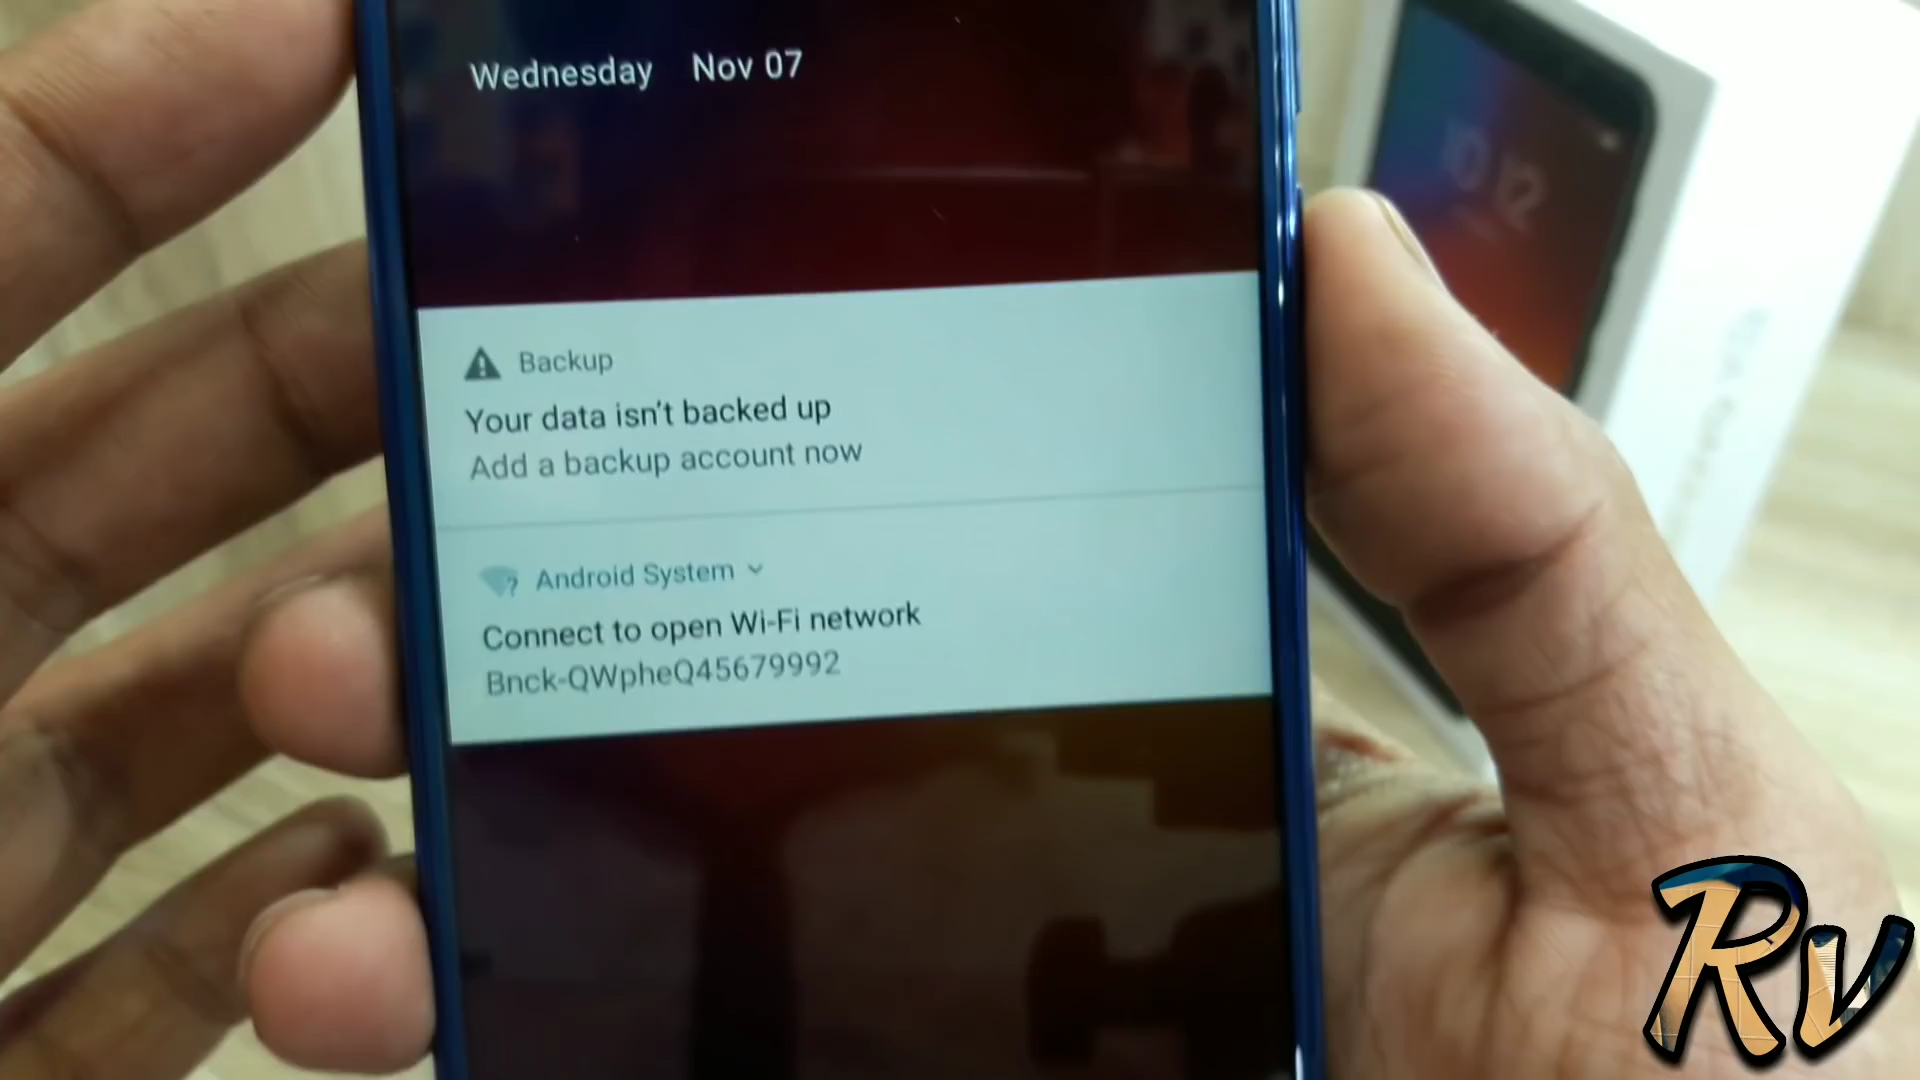 Wednesday Nov 07
Backup
Your data isn't backed up
Add a backup account now
Android System
Connect to open Wi-Fi network
Bnck-QWpheQ45679992
Rv